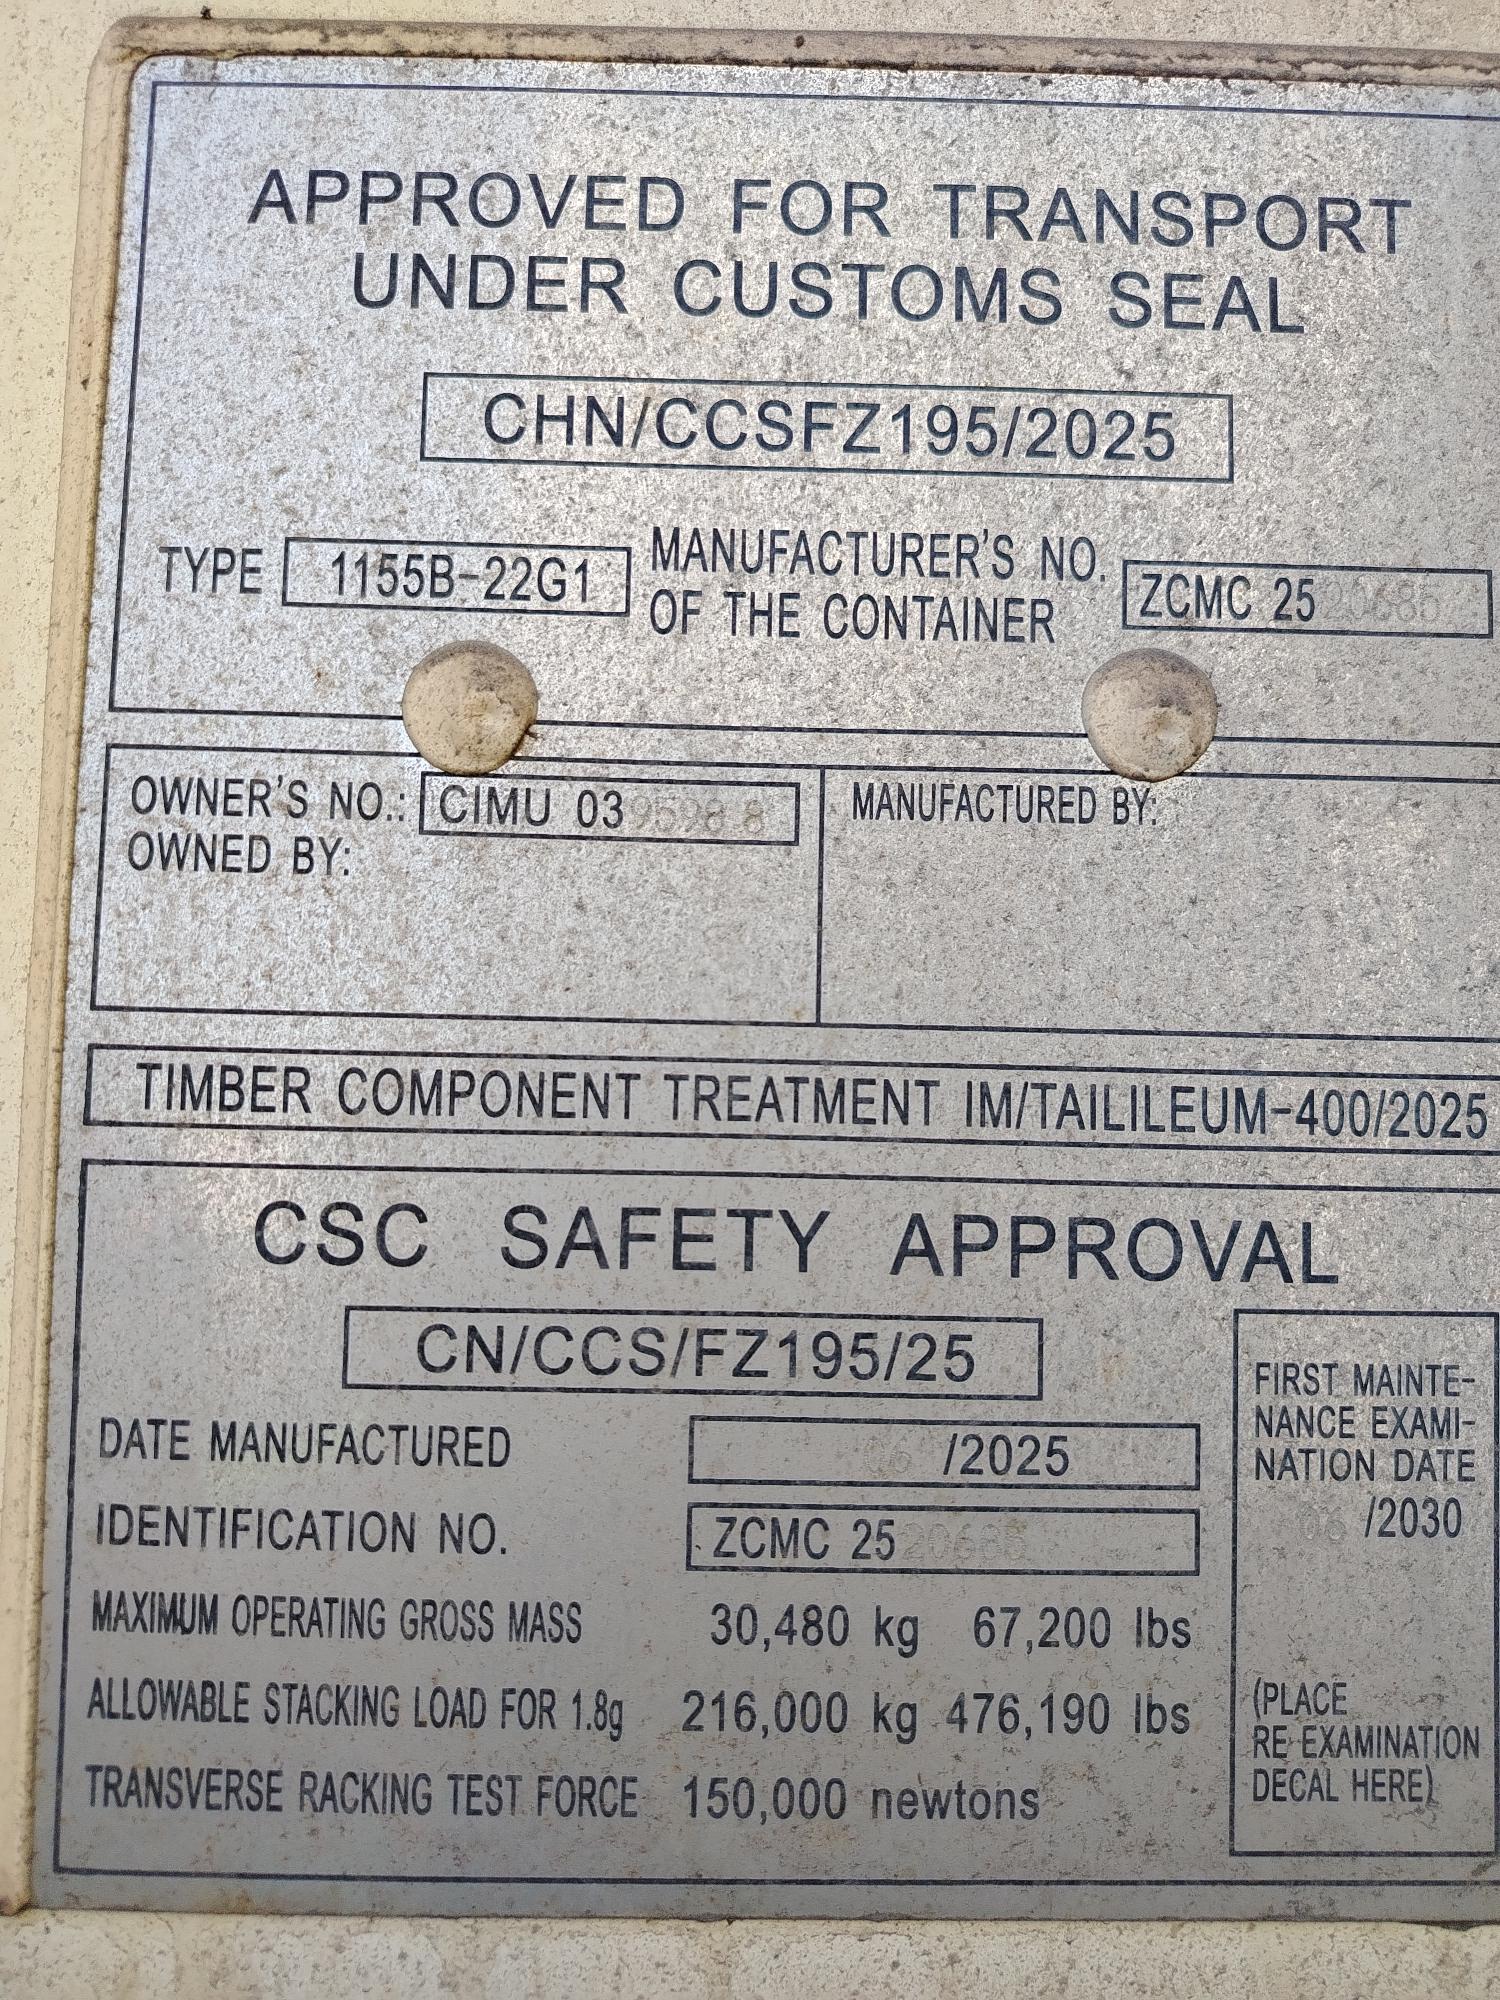 APPROVED FOR TRANSPORT
UNDER CUSTOMS SEAL
CHN/CCSFZ195/2025
TYPE 1155B-22G1 MANUFACTURER'S NO. OF THE CONTAINER ZCMC 25
OWNER'S NO.: CIMU 03
OWNED BY:
MANUFACTURED BY:
TIMBER COMPONENT TREATMENT IM/TAILILEUM-400/2025
CSC SAFETY APPROVAL
CN/CCS/FZ195/25
DATE MANUFACTURED 06 /2025
IDENTIFICATION NO. ZCMC 25
MAXIMUM OPERATING GROSS MASS 30,480 kg 67,200 lbs
ALLOWABLE STACKING LOAD FOR 1.8g 216,000 kg 476,190 lbs
TRANSVERSE RACKING TEST FORCE 150,000 newtons
FIRST MAINTE-
NANCE EXAMI-
NATION DATE
06 /2030
(PLACE
RE-EXAMINATION
DECAL HERE)